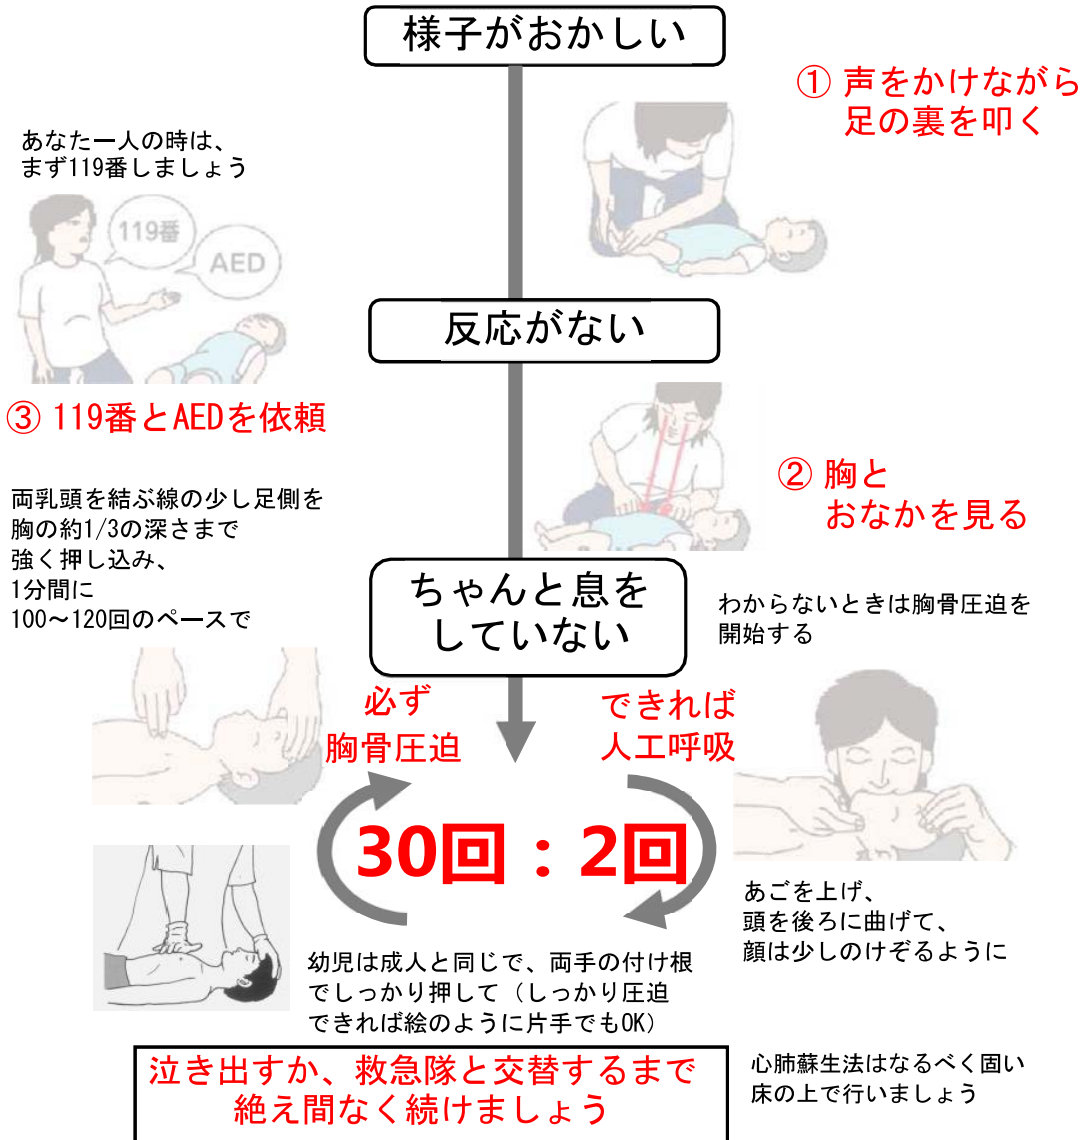 様子がおかしい
① 声をかけながら
足の裏を叩く
あなた一人の時は、
まず119番しましょう
119番
AED
反応がない
③ 119番とAEDを依頼
② 胸と
おなかを見る
両乳頭を結ぶ線の少し足側を
胸の約1/3の深さまで
強く押し込み、
1分間に
100～120回のペースで
ちゃんと息を
していない
わからないときは胸骨圧迫を
開始する
必ず
胸骨圧迫
できれば
人工呼吸
30回：2回
あごを上げ、
頭を後ろに曲げて、
顔は少しのけぞるように
幼児は成人と同じで、両手の付け根
でしっかり押して（しっかり圧迫
できれば絵のように片手でもOK）
泣き出すか、救急隊と交替するまで
絶え間なく続けましょう
心肺蘇生法はなるべく固い
床の上で行いましょう